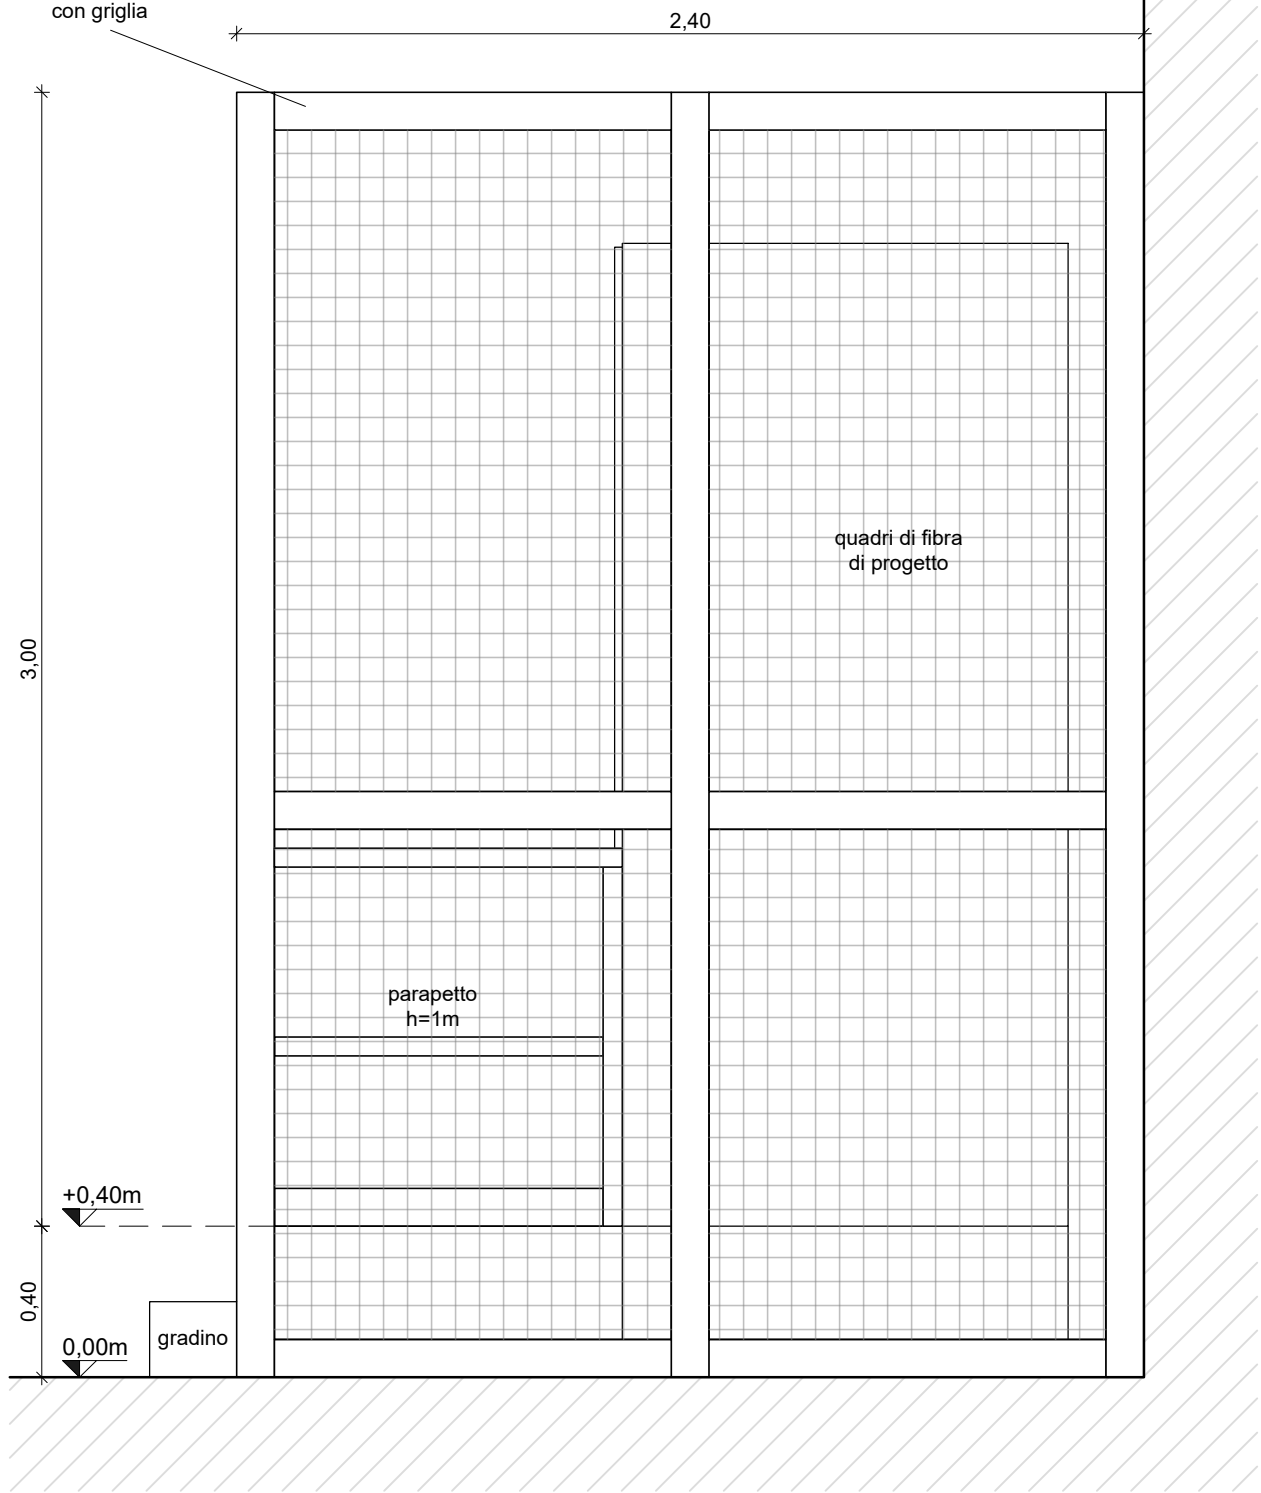 con griglia
2,40
quadri di fibra
di progetto
3,00
parapetto
h=1m
+0,40m
0,40
gradino
0,00m